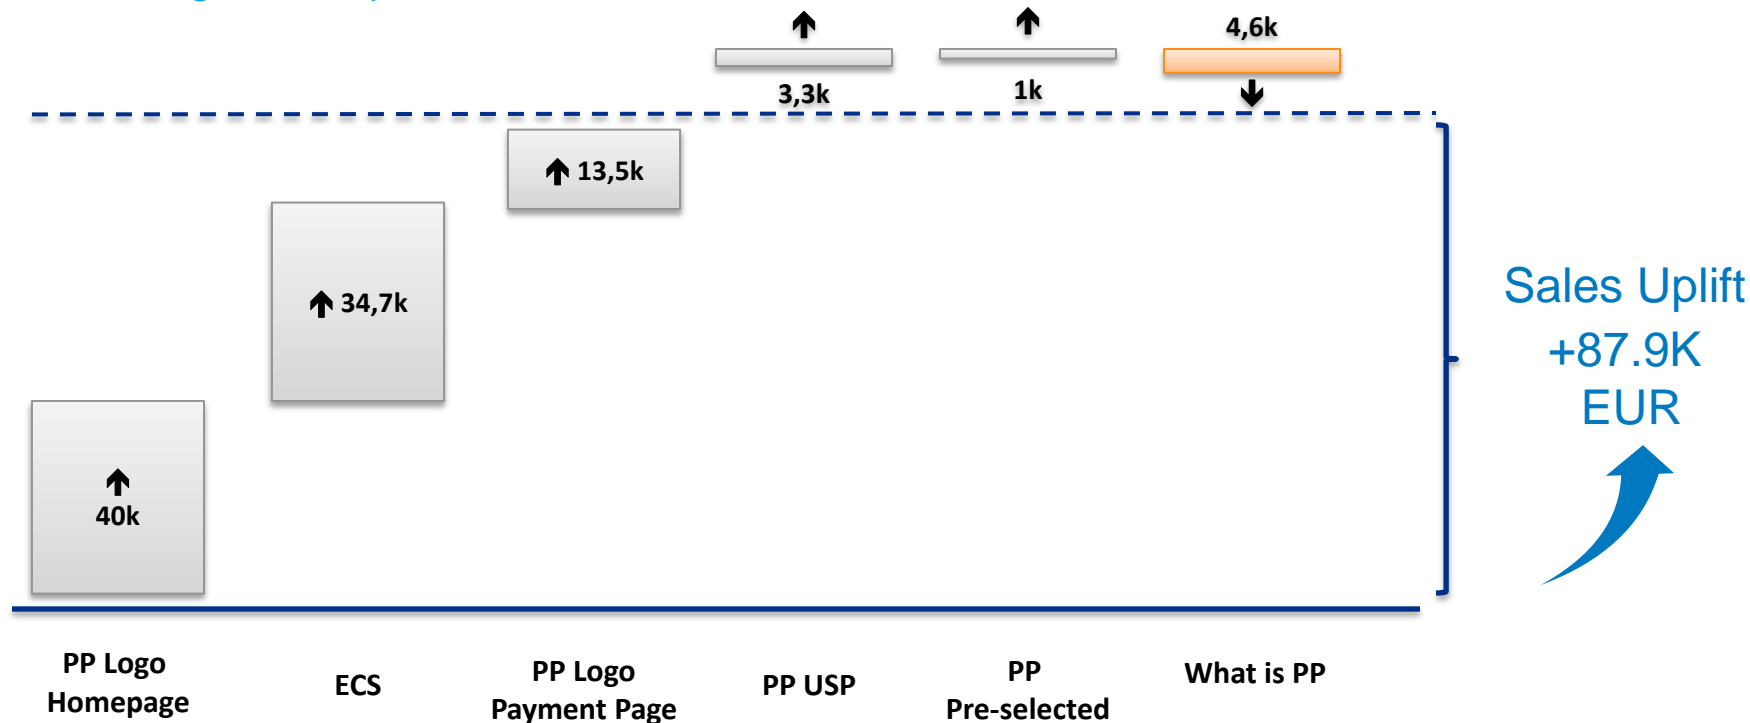 4,6k
3,3k
1k
13,5k
34,7k
40k
Sales Uplift
+87.9K
EUR
PP Logo
Homepage
ECS
PP Logo
Payment Page
PP USP
PP
Pre-selected
What is PP